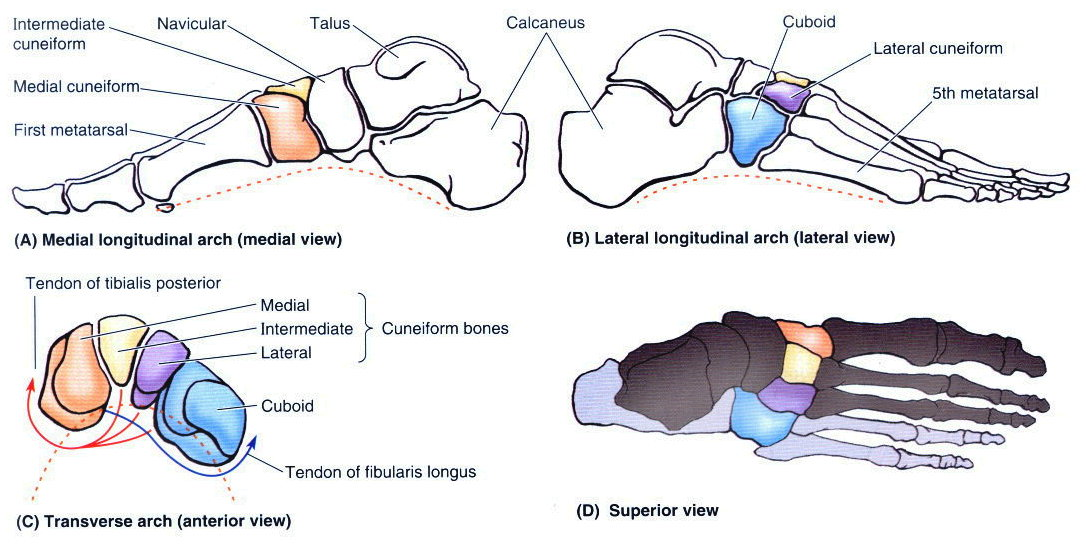 Intermediate
cuneiform
Navicular
Talus
Calcaneus
Cuboid
Medial cuneiform
Lateral cuneiform
First metatarsal
5th metatarsal
(A) Medial longitudinal arch (medial view)
(B) Lateral longitudinal arch (lateral view)
Tendon of tibialis posterior
Medial
Intermediate
Lateral
Cuneiform bones
Cuboid
Tendon of fibularis longus
(C) Transverse arch (anterior view)
(D) Superior view